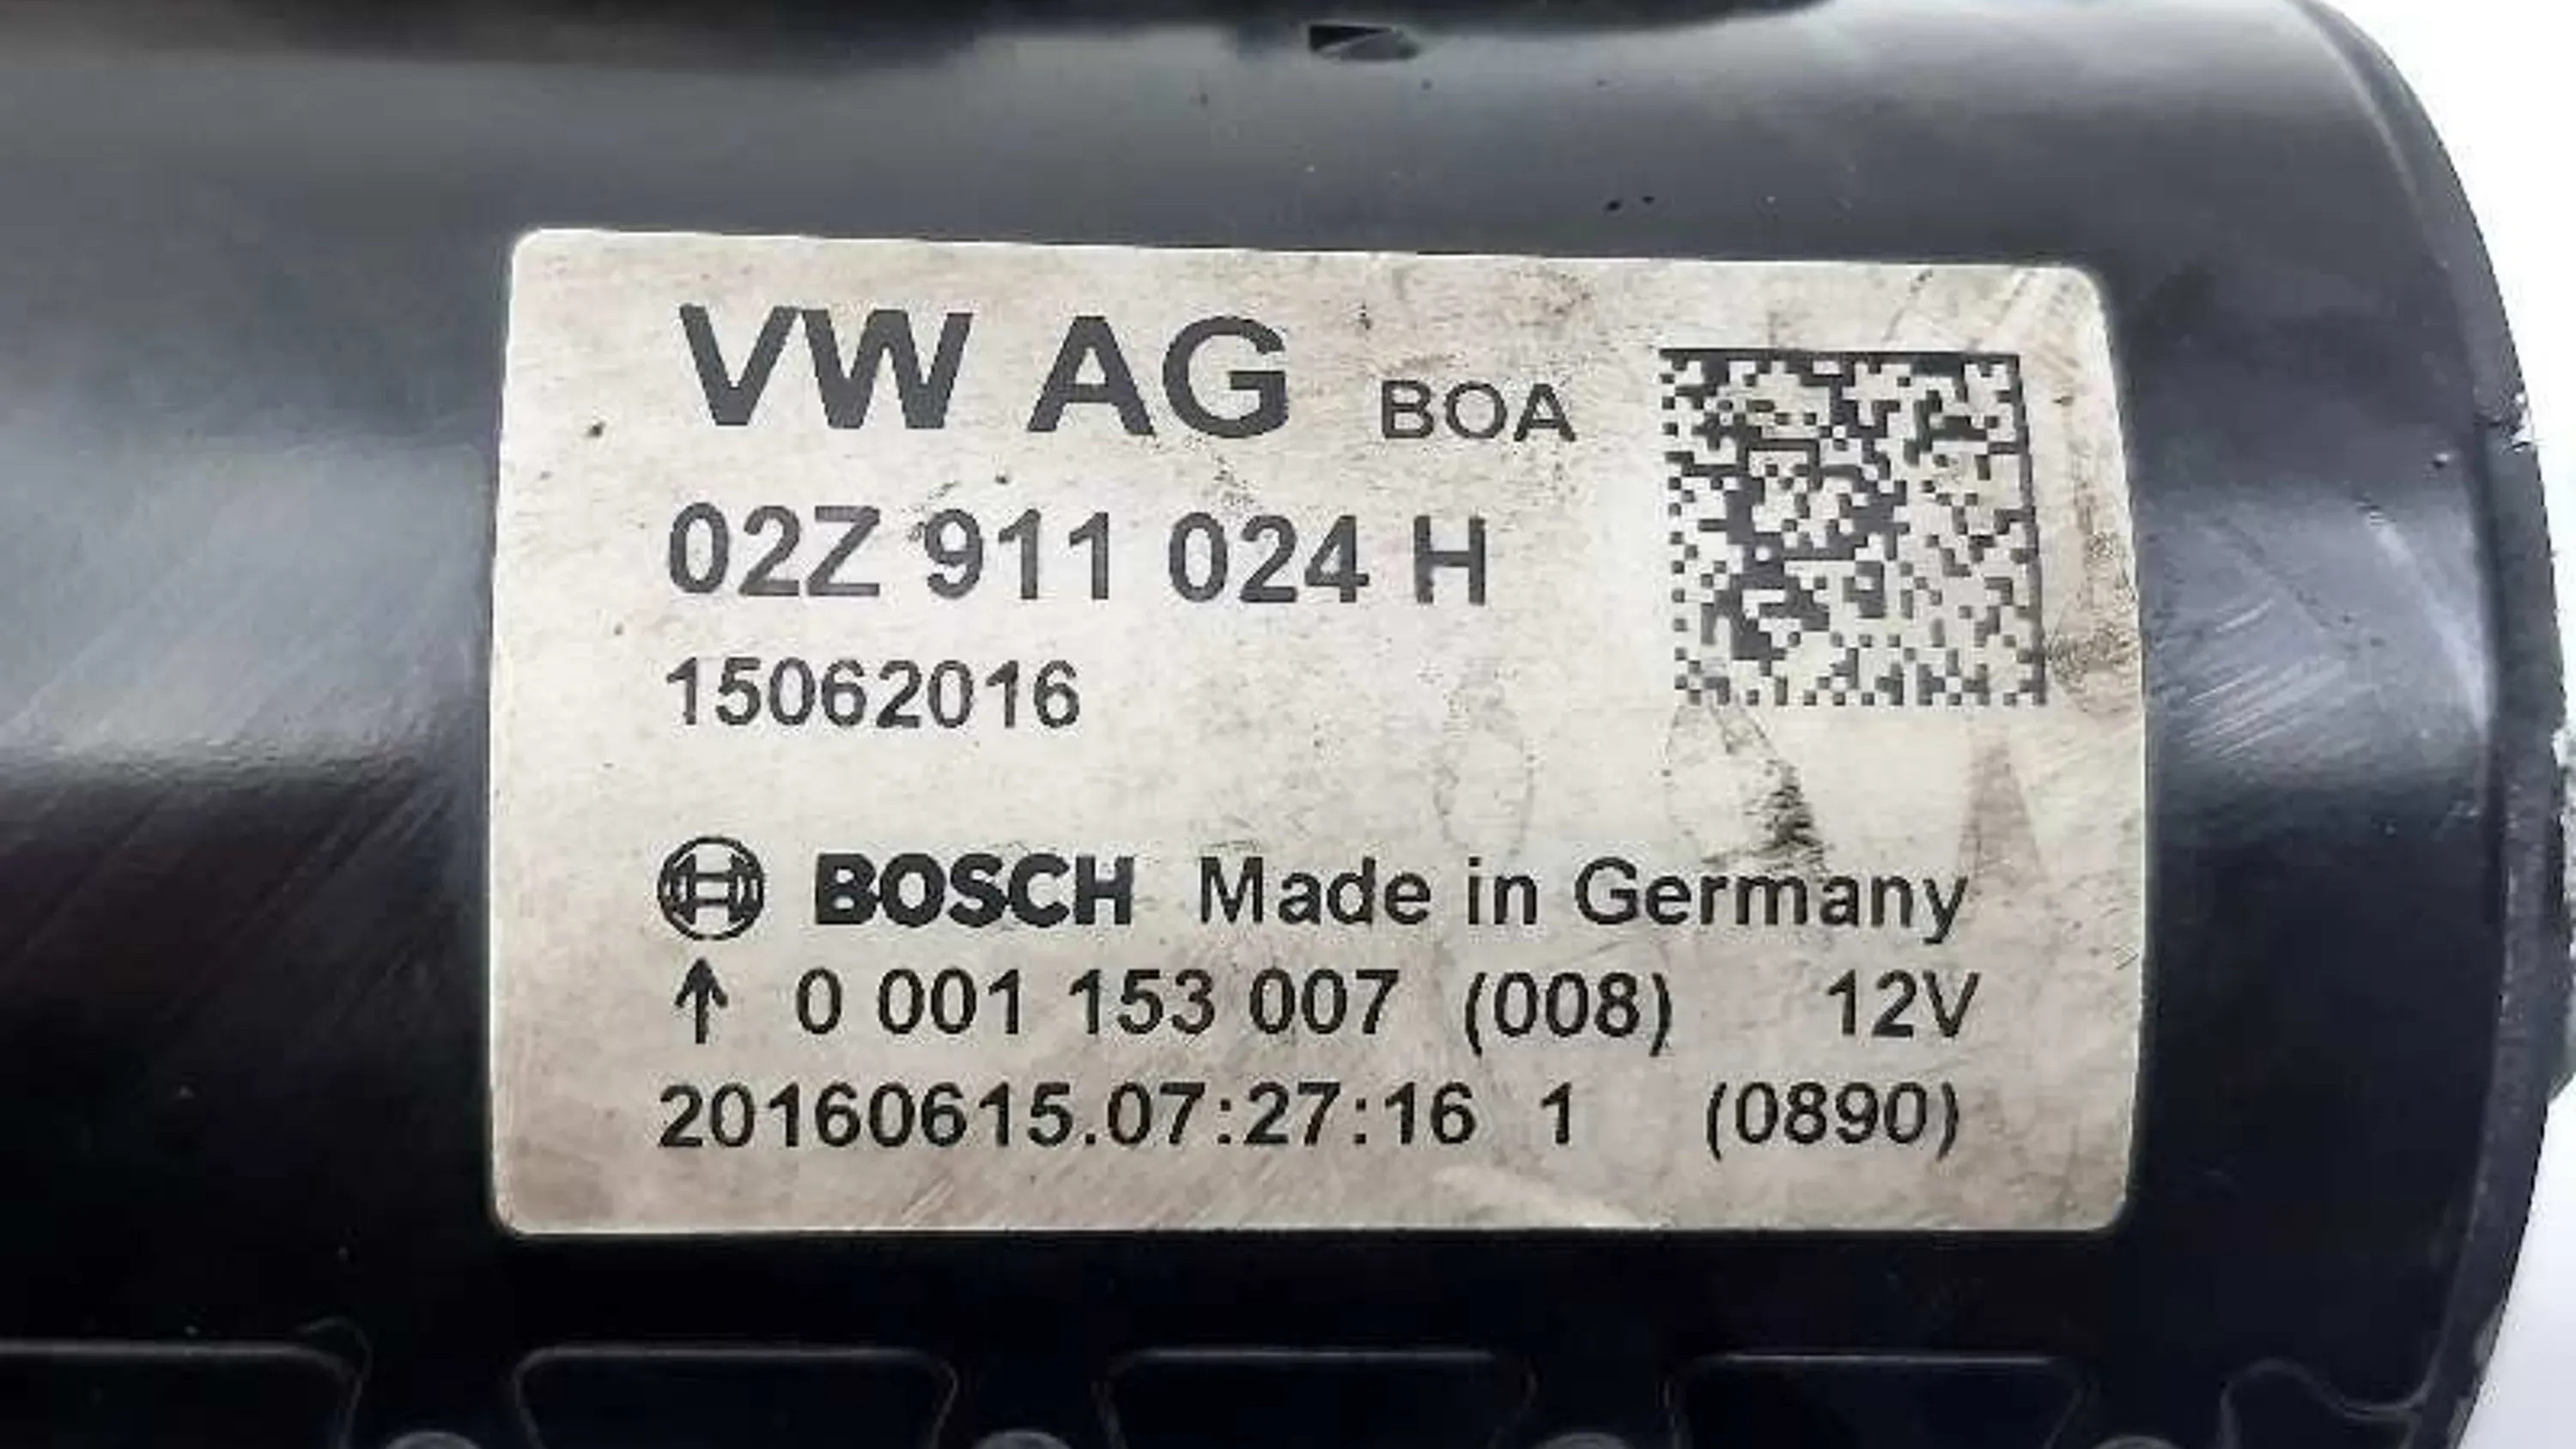 VW AG BOA
02Z 911 024 H
15062016
BOSCH Made in Germany
↑ 0 001 153 007 (008) 12V
20160615.07:27:16 1 (0890)